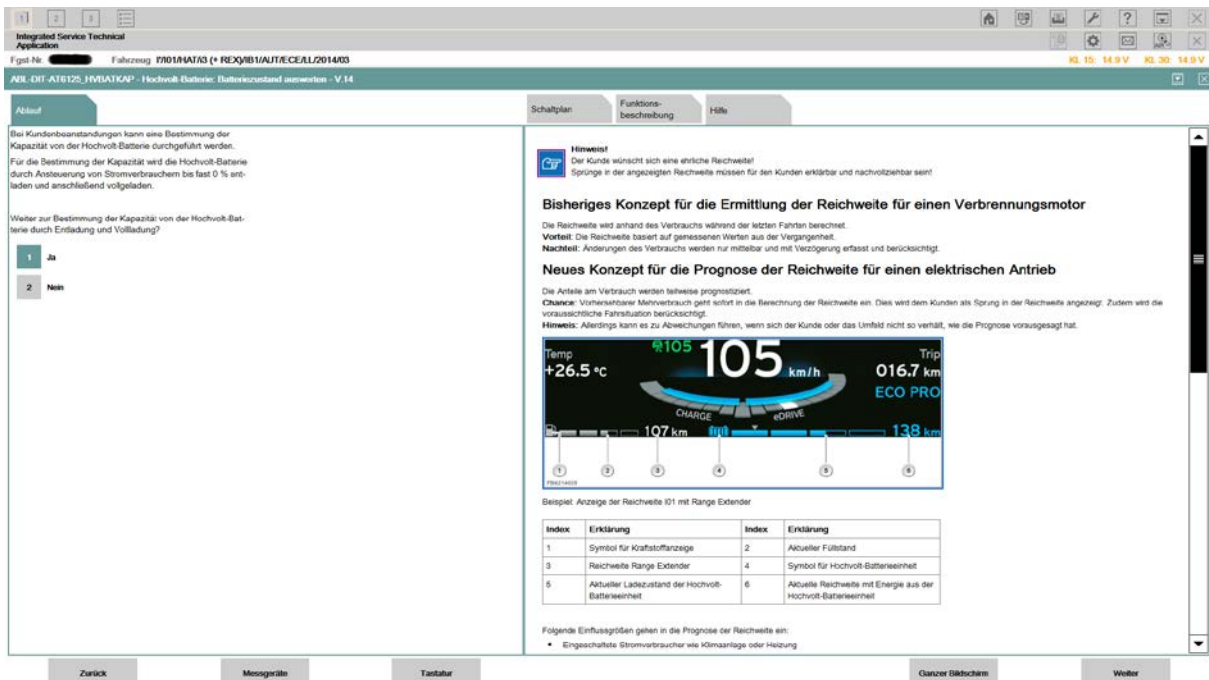 1 2 3
Integrated Service Technical
Application
Fgst-Nr. Fahrzeug I'/I01/HAT/I3 (+ REX)/IB1/AUT/ECE/LL/2014/03 KL 15: 14.9 V KL 30: 14.9 V
ABL-DIT-AT6125_HVBATKAP - Hochvolt-Batterie: Batteriezustand auswerten - V.14
Ablauf
Bei Kundenbeanstandungen kann eine Bestimmung der
Kapazität von der Hochvolt-Batterie durchgeführt werden.
Für die Bestimmung der Kapazität wird die Hochvolt-Batterie
durch Ansteuerung von Stromverbrauchern bis fast 0 % ent-
laden und anschließend vollgeladen.
Weiter zur Bestimmung der Kapazität von der Hochvolt-Bat-
terie durch Entladung und Vollladung?
1 Ja
2 Nein
Schaltplan
Funktions-
beschreibung
Hilfe
Hinweis!
Der Kunde wünscht sich eine ehrliche Reichweite!
Sprünge in der angezeigten Reichweite müssen für den Kunden erklärbar und nachvollziehbar sein!
Bisheriges Konzept für die Ermittlung der Reichweite für einen Verbrennungsmotor
Die Reichweite wird anhand des Verbrauchs während der letzten Fahrten berechnet.
Vorteil: Die Reichweite basiert auf gemessenen Werten aus der Vergangenheit.
Nachteil: Änderungen des Verbrauchs werden nur mittelbar und mit Verzögerung erfasst und berücksichtigt.
Neues Konzept für die Prognose der Reichweite für einen elektrischen Antrieb
Die Anteile am Verbrauch werden teilweise prognostiziert.
Chance: Vorhersehbarer Mehrverbrauch geht sofort in die Berechnung der Reichweite ein. Dies wird dem Kunden als Sprung in der Reichweite angezeigt. Zudem wird die
voraussichtliche Fahrsituation berücksichtigt.
Hinweis: Allerdings kann es zu Abweichungen führen, wenn sich der Kunde oder das Umfeld nicht so verhält, wie die Prognose vorausgesagt hat.
Temp 105 105 km/h Trip
+26.5 °C 016.7 km
ECO PRO
CHARGE eDRIVE
107 km 138 km
1 2 3 4 5 6
Beispiel: Anzeige der Reichweite I01 mit Range Extender
Index Erklärung Index Erklärung
1 Symbol für Kraftstoffanzeige 2 Aktueller Füllstand
3 Reichweite Range Extender 4 Symbol für Hochvolt-Batterieeinheit
5 Aktueller Ladezustand der Hochvolt- 6 Aktuelle Reichweite mit Energie aus der
Batterieeinheit Hochvolt-Batterieeinheit
Folgende Einflussgrößen gehen in die Prognose der Reichweite ein:
• Eingeschaltete Stromverbraucher wie Klimaanlage oder Heizung
Zurück Messgeräte Tastatur Ganzer Bildschirm Weiter